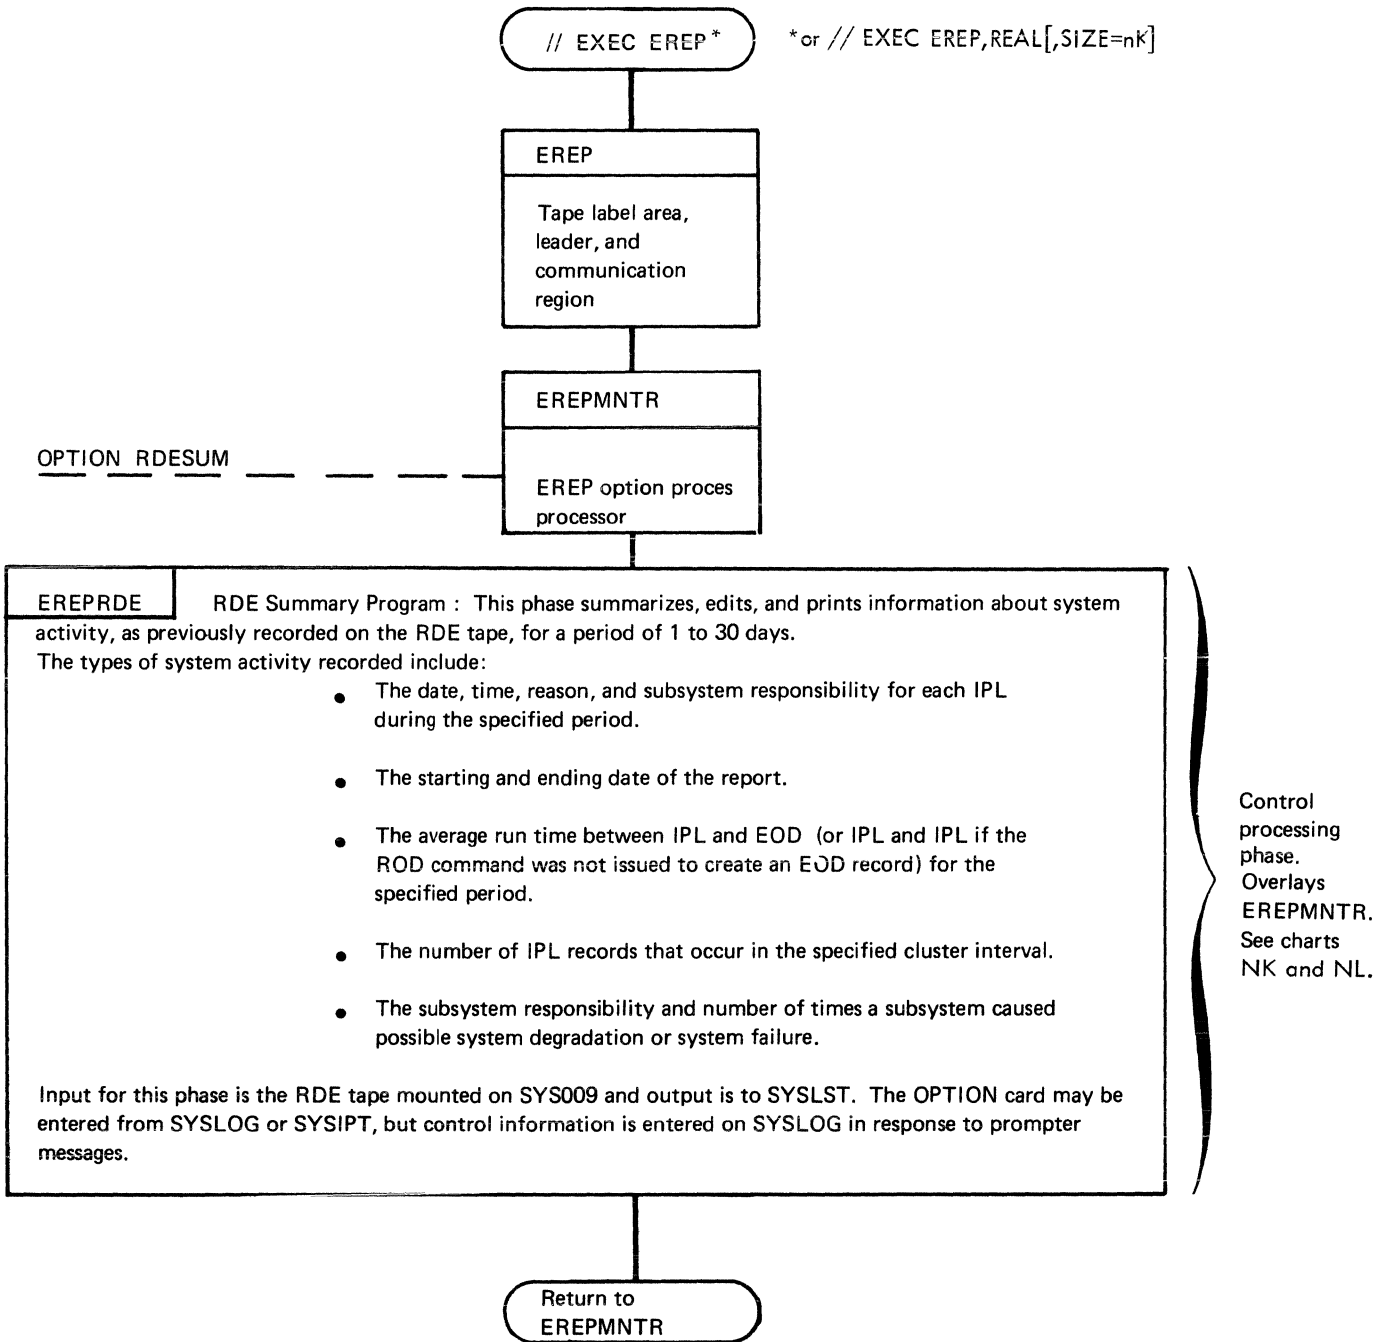 // EXEC EREP* *or // EXEC EREP,REAL[,SIZE=nK]
EREP
Tape label area,
leader, and
communication
region
EREPMNTR
OPTION RDESUM
EREP option proces
processor
EREPRDE RDE Summary Program : This phase summarizes, edits, and prints information about system
activity, as previously recorded on the RDE tape, for a period of 1 to 30 days.
The types of system activity recorded include:
• The date, time, reason, and subsystem responsibility for each IPL
during the specified period.
• The starting and ending date of the report.
• The average run time between IPL and EOD (or IPL and IPL if the
ROD command was not issued to create an EOD record) for the
specified period.
• The number of IPL records that occur in the specified cluster interval.
• The subsystem responsibility and number of times a subsystem caused
possible system degradation or system failure.
Input for this phase is the RDE tape mounted on SYS009 and output is to SYSLST. The OPTION card may be
entered from SYSLOG or SYSIPT, but control information is entered on SYSLOG in response to prompter
messages.
Control
processing
phase.
Overlays
EREPMNTR.
See charts
NK and NL.
Return to
EREPMNTR